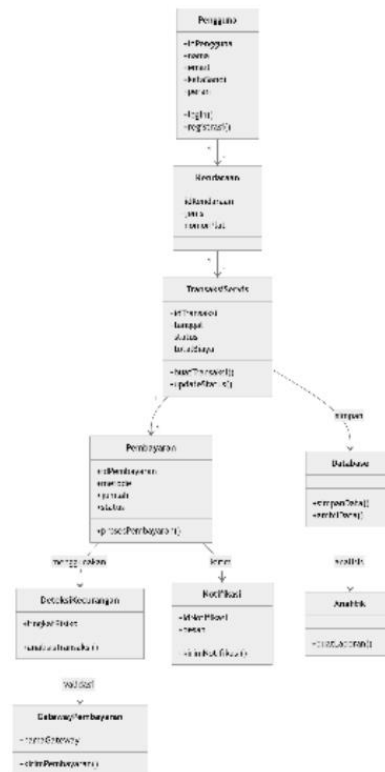 Pengguna
+idPengguna
+nama
+email
+kataSandi
+peran
+login()
+registrasi()
Kendaraan
idKendaraan
jenis
nomorPlat
TransaksiServis
+idTransaksi
tanggal
status
totalBiaya
+buatTransaksi()
+updateStatus()
simpan
Pembayaran
+idPembayaran
+metode
+jumlah
+status
+prosesPembayaran()
Database
+simpanData()
+ambilData()
menggunakan
kirim
analisis
DeteksiKecurangan
+tingkatRisiko
+analisisTransaksi()
Notifikasi
+idNotifikasi
+pesan
+kirimNotifikasi()
Analitik
+buatLaporan()
validasi
GatewayPembayaran
+namaGateway
+kirimPembayaran()